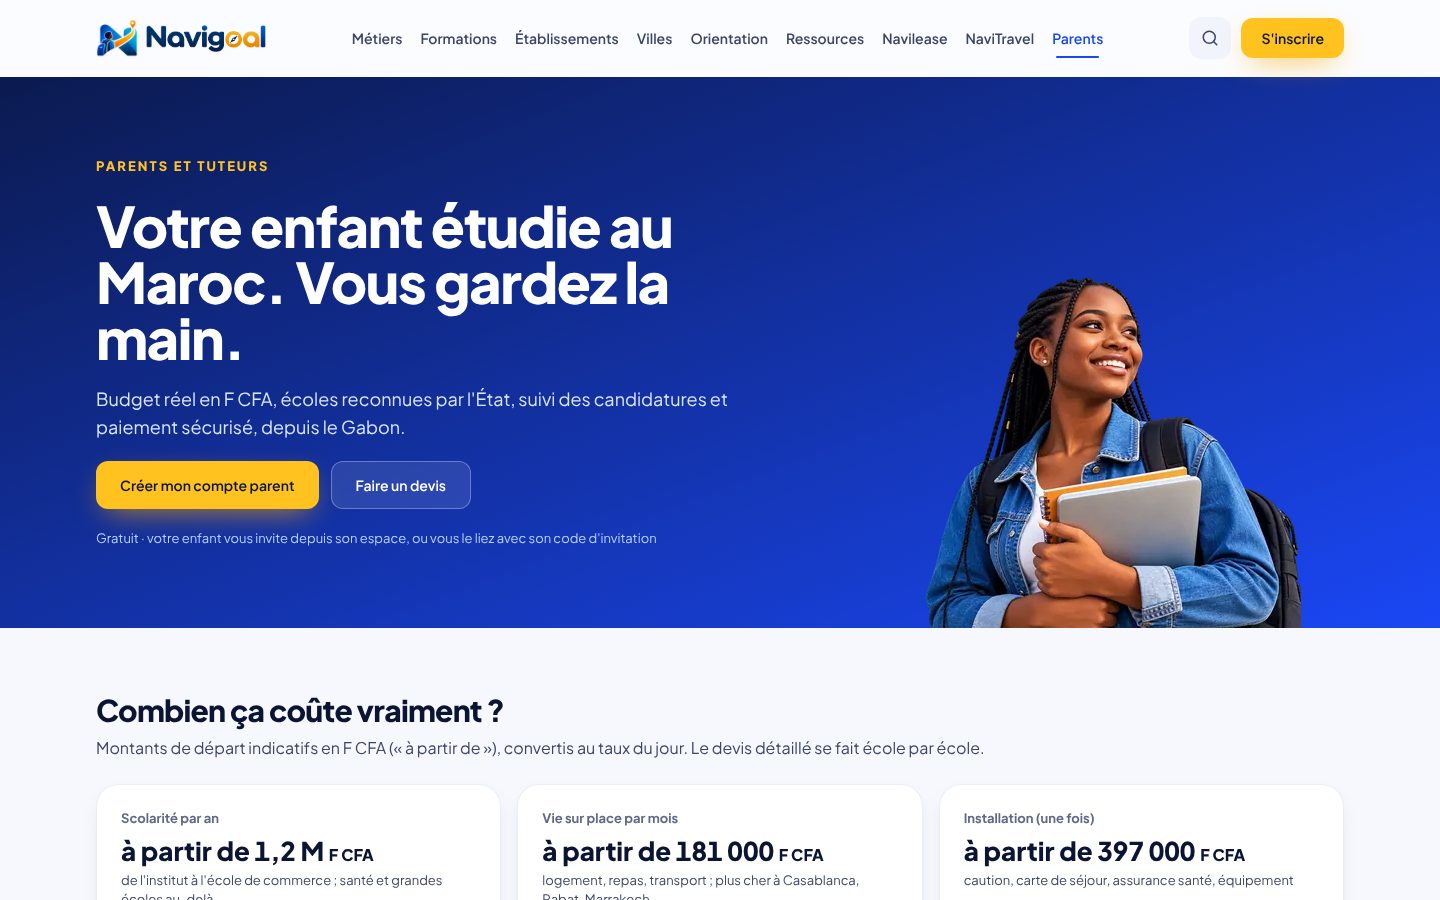 Navigoal
Métiers Formations Établissements Villes Orientation Ressources Navilease NaviTravel Parents
S'inscrire
PARENTS ET TUTEURS
Votre enfant étudie au
Maroc. Vous gardez la
main.
Budget réel en F CFA, écoles reconnues par l'État, suivi des candidatures et
paiement sécurisé, depuis le Gabon.
Créer mon compte parent
Faire un devis
Gratuit · votre enfant vous invite depuis son espace, ou vous le liez avec son code d'invitation
Combien ça coûte vraiment ?
Montants de départ indicatifs en F CFA (« à partir de »), convertis au taux du jour. Le devis détaillé se fait école par école.
Scolarité par an
à partir de 1,2 M F CFA
de l'institut à l'école de commerce ; santé et grandes
écoles au-delà
Vie sur place par mois
à partir de 181 000 F CFA
logement, repas, transport ; plus cher à Casablanca,
Rabat, Marrakech
Installation (une fois)
à partir de 397 000 F CFA
caution, carte de séjour, assurance santé, équipement